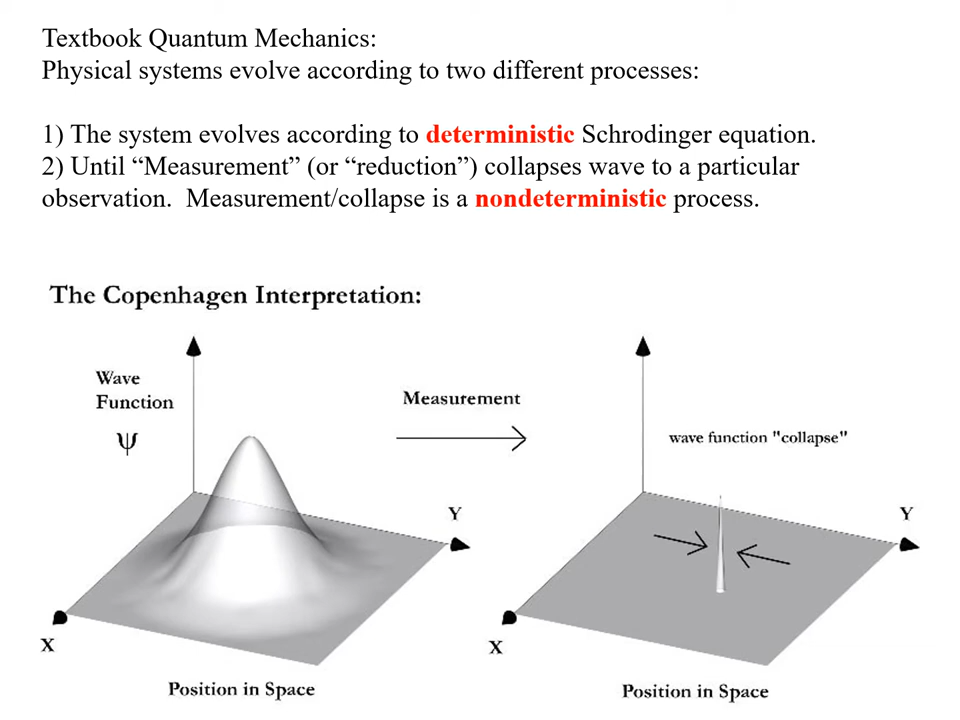 Textbook Quantum Mechanics:
Physical systems evolve according to two different processes:
1) The system evolves according to deterministic Schrodinger equation.
2) Until “Measurement” (or “reduction”) collapses wave to a particular
observation.  Measurement/collapse is a nondeterministic process.
The Copenhagen Interpretation:
Wave
Function
Ψ
Measurement
wave function "collapse"
Y
Y
X
X
Position in Space
Position in Space